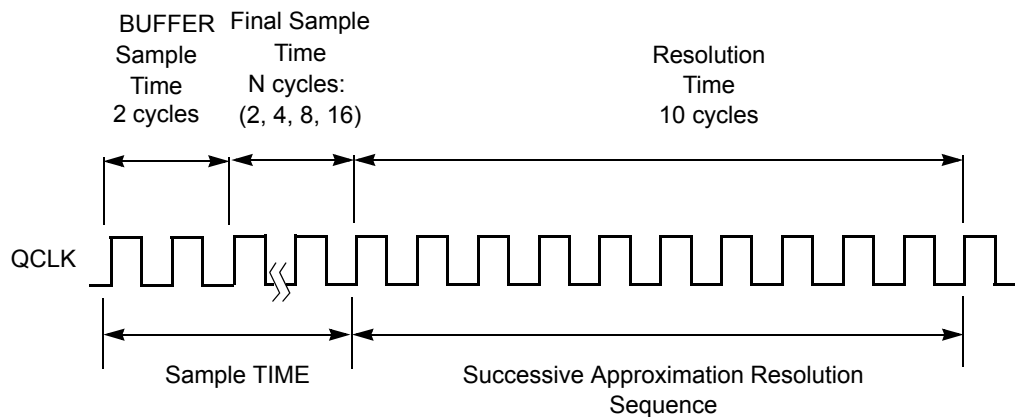 BUFFER
Sample
Time
2 cycles
Final Sample
Time
N cycles:
(2, 4, 8, 16)
Resolution
Time
10 cycles
QCLK
Sample TIME
Successive Approximation Resolution
Sequence